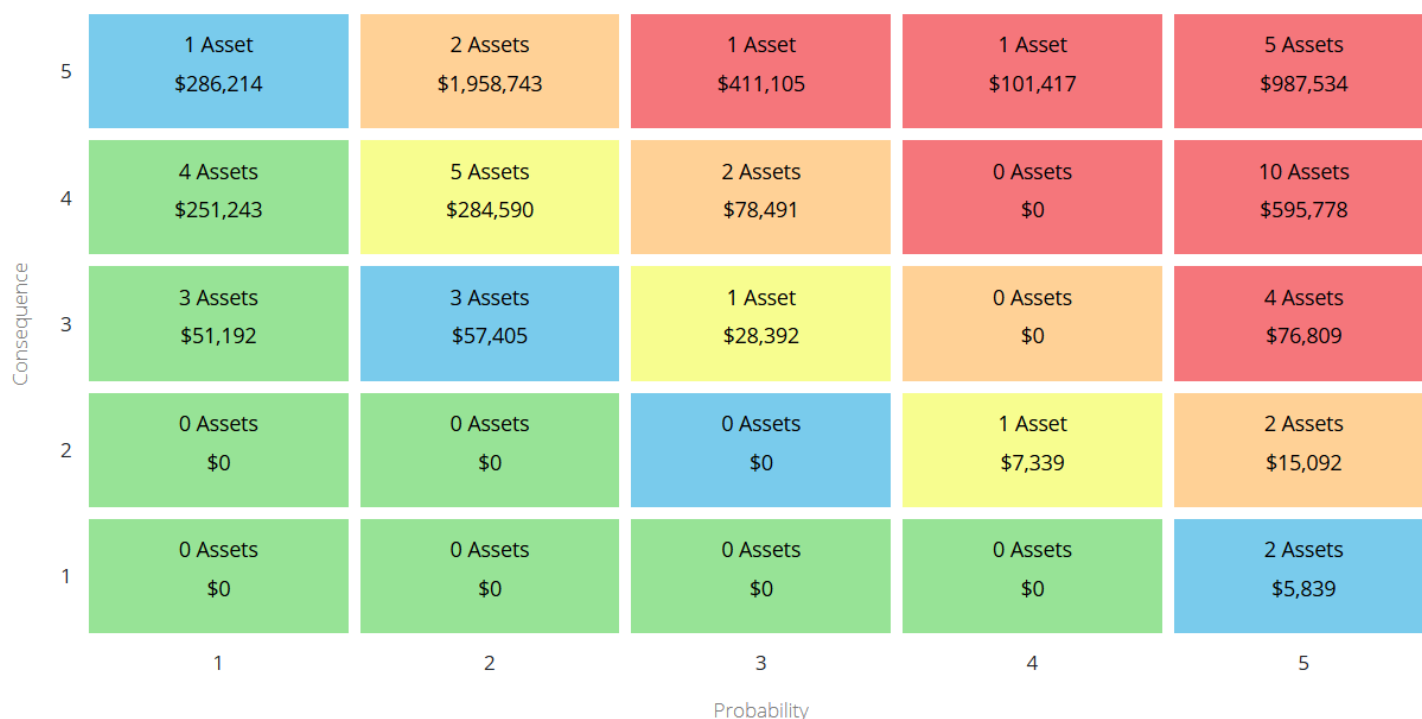 1 Asset
2 Assets
1 Asset
1 Asset
5 Assets
5
$286,214
$1,958,743
$411,105
$101,417
$987,534
4 Assets
5 Assets
2 Assets
0 Assets
10 Assets
4
$251,243
$284,590
$78,491
$0
$595,778
3 Assets
3 Assets
1 Asset
0 Assets
4 Assets
Consequence
3
$51,192
$57,405
$28,392
$0
$76,809
0 Assets
0 Assets
0 Assets
1 Asset
2 Assets
2
$0
$0
$0
$7,339
$15,092
0 Assets
0 Assets
0 Assets
0 Assets
2 Assets
1
$0
$0
$0
$0
$5,839
1
2
3
4
5
Probability